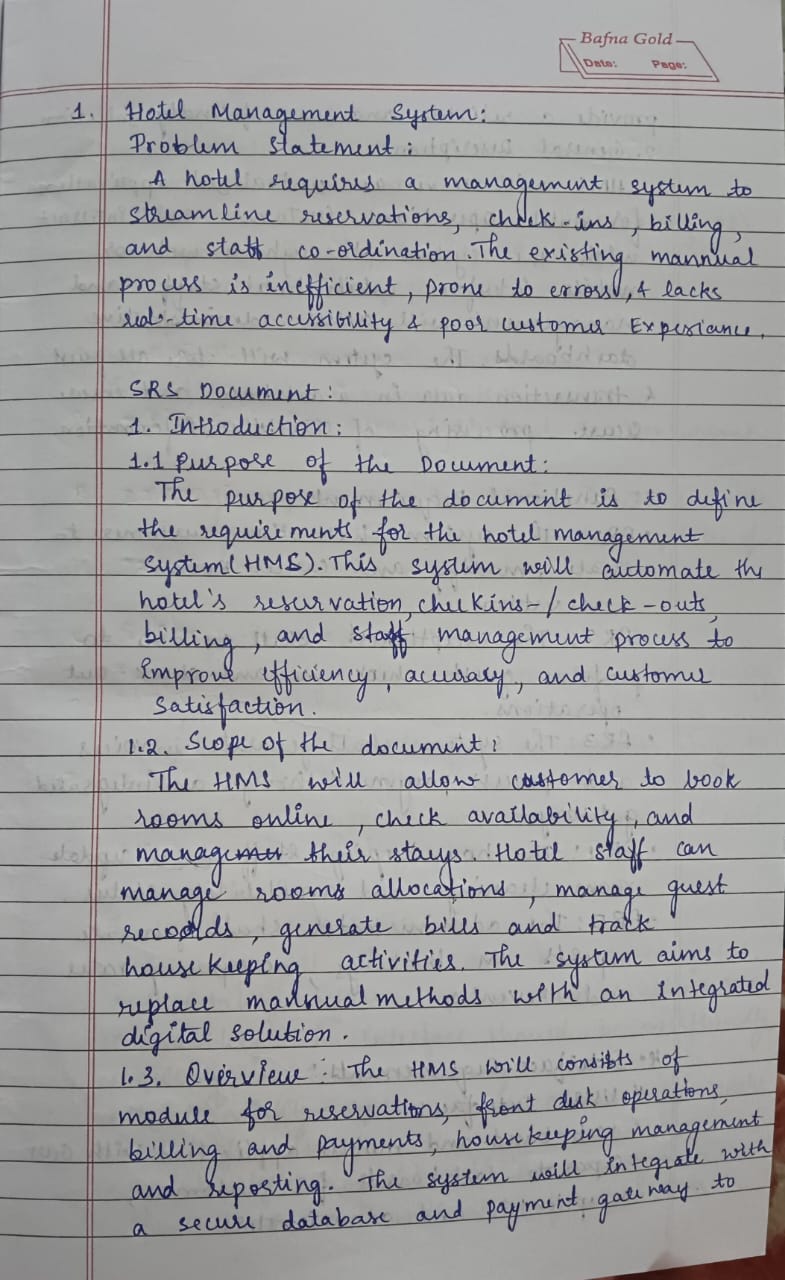 Bafna Gold
Date: Page:
1. Hotel Management System:
Problem Statement:
A hotel requires a management system to
streamline reservations, check-ins, billing,
and staff co-ordination. The existing mannual
process is inefficient, prone to errors, & lacks
real-time accessibility & poor customer Experiance.
SRS Document:
1. Introduction:
1.1 Purpose of the Document:
The purpose of the document is to define
the requirements for the hotel management
System(HMS). This system will automate the
hotel's reservation, checkins-/check-outs,
billing, and staff management process to
improve efficiency, accuracy, and customer
Satisfaction.
1.2. Scope of the document:
The HMS will allow customer to book
rooms online, check availability, and
management their stays. Hotel staff can
manage rooms allocations, manage guest
records, generate bills and track
housekeeping activities. The system aims to
replace mannual methods with an integrated
digital solution.
1.3. Overview: The HMS will consists of
module for reservations, front desk operations,
billing and payments, housekeeping management
and reposting. The system will integrate with
a secure database and payment gateway to